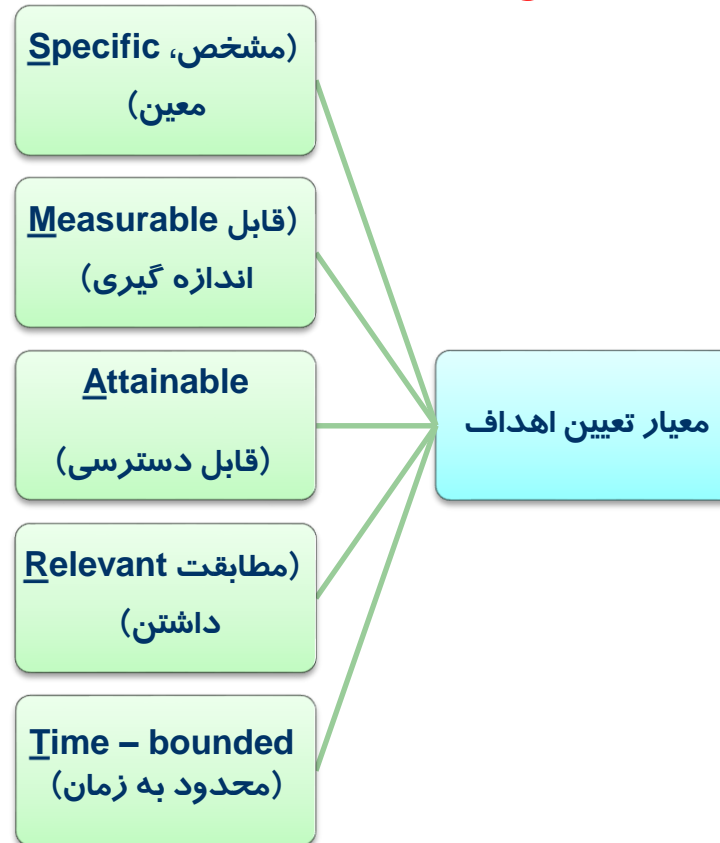 معیار تعیین اهداف
Specific (مشخص،
معین)
Measurable (قابل
اندازه گیری)
Attainable
(قابل دسترسی)
Relevant (مطابقت
داشتن)
Time – bounded
(محدود به زمان)